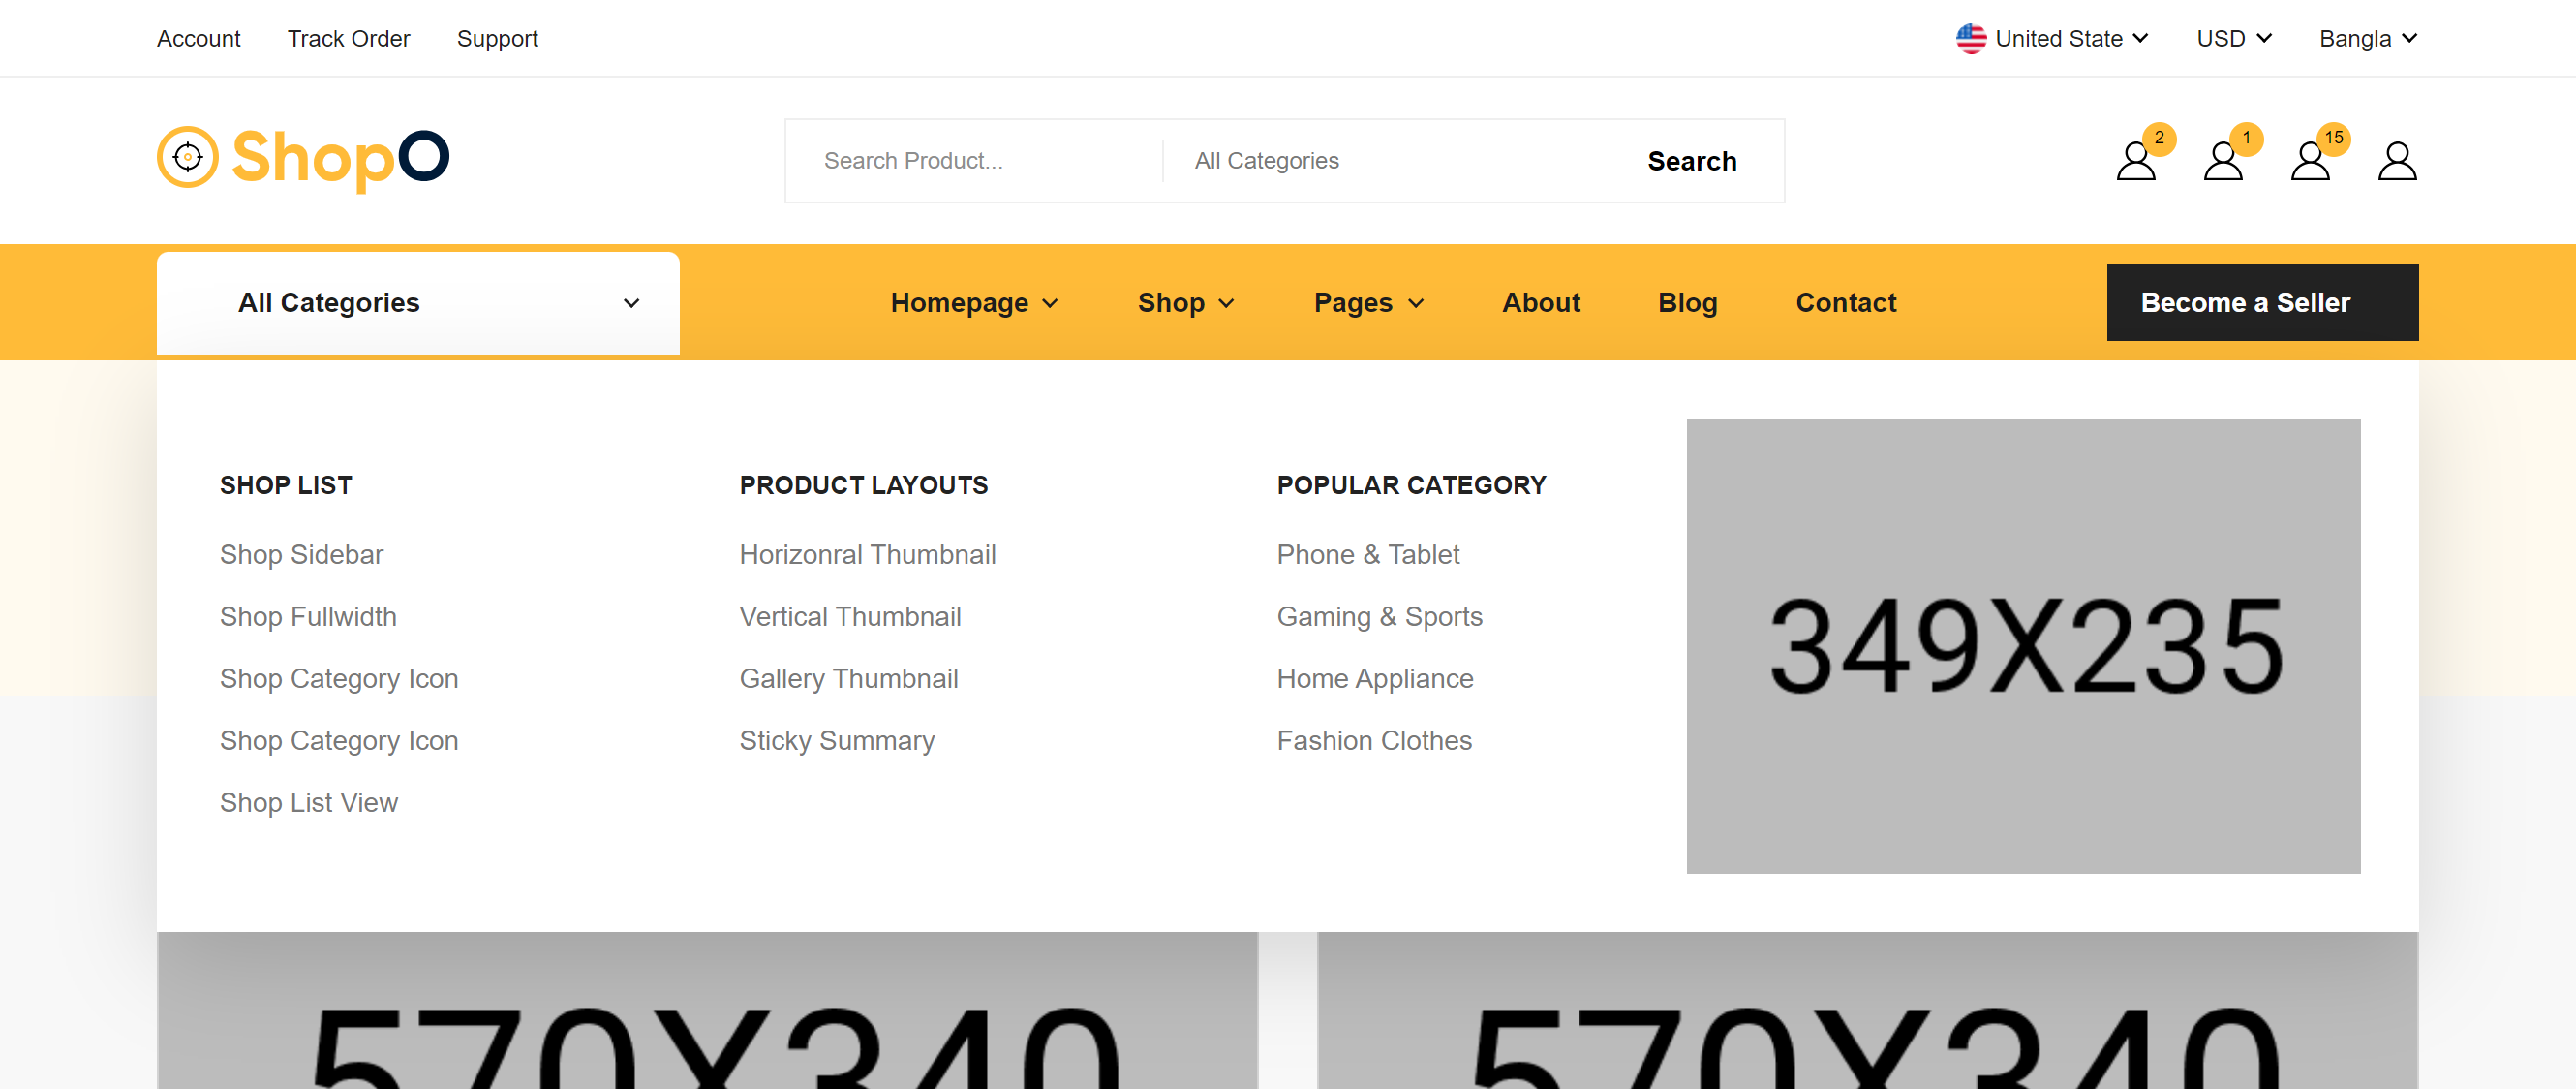 Account Track Order Support United State USD Bangla
ShopO Search Product... All Categories Search 2 1 15
All Categories Homepage Shop Pages About Blog Contact Become a Seller
SHOP LIST PRODUCT LAYOUTS POPULAR CATEGORY
Shop Sidebar Horizonral Thumbnail Phone & Tablet
Shop Fullwidth Vertical Thumbnail Gaming & Sports
349X235
Shop Category Icon Gallery Thumbnail Home Appliance
Shop Category Icon Sticky Summary Fashion Clothes
Shop List View
570X340 570X340